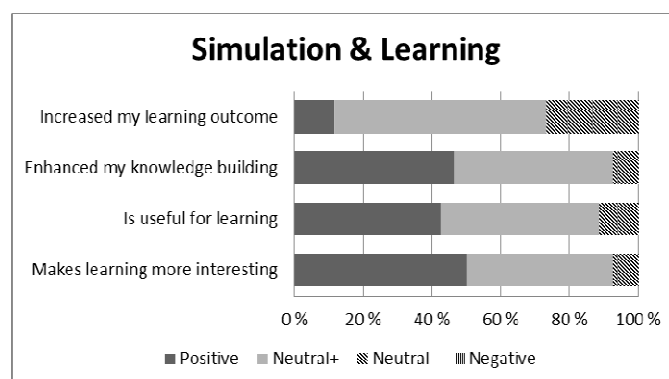 Simulation & Learning
Increased my learning outcome
Enhanced my knowledge building
Is useful for learning
Makes learning more interesting
0 % 20 % 40 % 60 % 80 % 100 %
Positive Neutral+ Neutral Negative